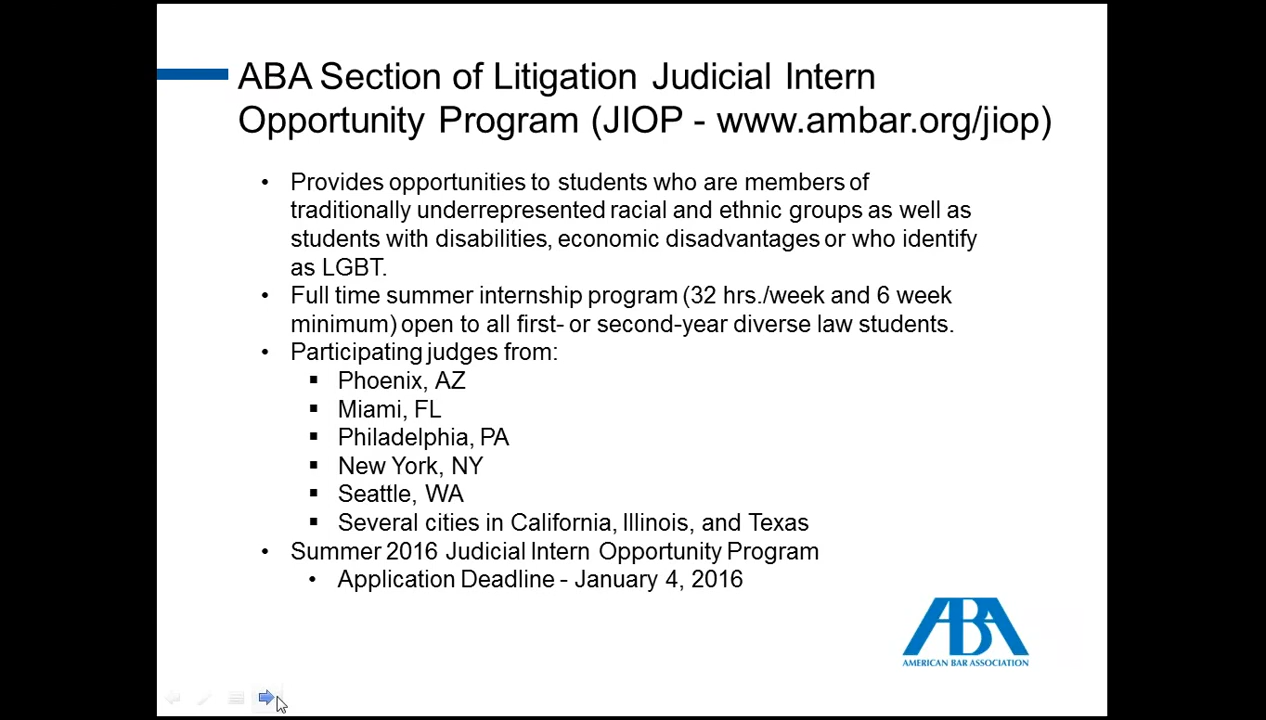 ABA Section of Litigation Judicial Intern
Opportunity Program (JIOP - www.ambar.org/jiop)
• Provides opportunities to students who are members of
traditionally underrepresented racial and ethnic groups as well as
students with disabilities, economic disadvantages or who identify
as LGBT.
• Full time summer internship program (32 hrs./week and 6 week
minimum) open to all first- or second-year diverse law students.
• Participating judges from:
▪ Phoenix, AZ
▪ Miami, FL
▪ Philadelphia, PA
▪ New York, NY
▪ Seattle, WA
▪ Several cities in California, Illinois, and Texas
• Summer 2016 Judicial Intern Opportunity Program
• Application Deadline - January 4, 2016
ABA
AMERICAN BAR ASSOCIATION